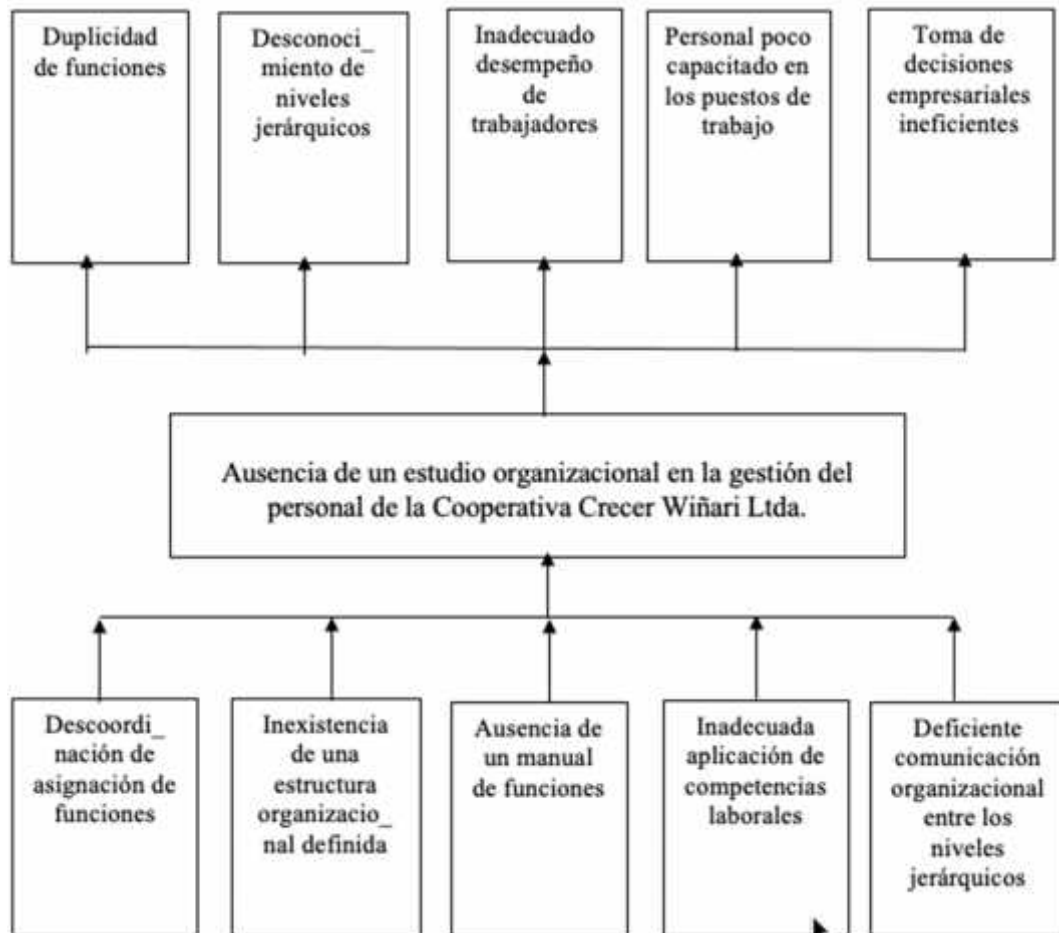 Duplicidad
de funciones
Desconoci_
miento de
niveles
jerárquicos
Inadecuado
desempeño
de
trabajadores
Personal poco
capacitado en
los puestos de
trabajo
Toma de
decisiones
empresariales
ineficientes
Ausencia de un estudio organizacional en la gestión del
personal de la Cooperativa Crecer Wiñari Ltda.
Descoordi_
nación de
asignación de
funciones
Inexistencia
de una
estructura
organizacio_
nal definida
Ausencia de
un manual
de funciones
Inadecuada
aplicación de
competencias
laborales
Deficiente
comunicación
organizacional
entre los
niveles
jerárquicos